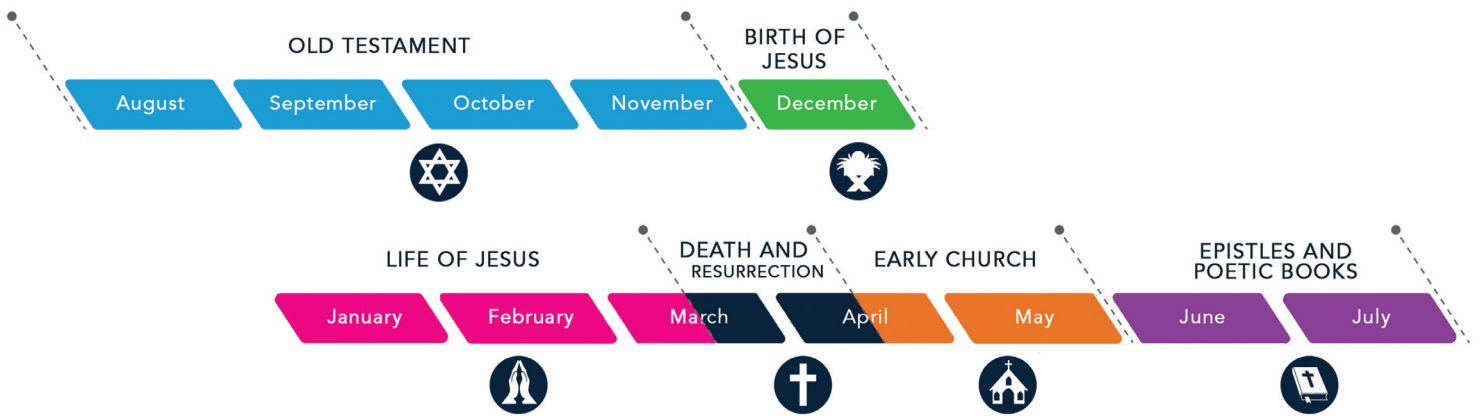 OLD TESTAMENT
BIRTH OF
JESUS
August September October November December
LIFE OF JESUS
DEATH AND
RESURRECTION
EARLY CHURCH
EPISTLES AND
POETIC BOOKS
January February March April May June July